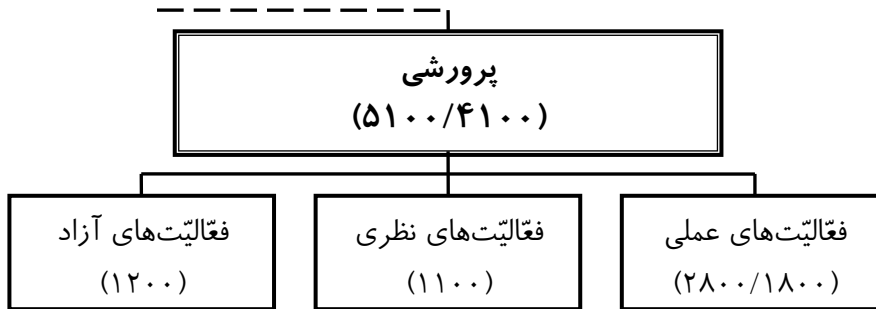 پرورشی
(۵۱۰۰/۴۱۰۰)
فعّالیّت‌های عملی
(۲۸۰۰/۱۸۰۰)
فعّالیّت‌های نظری
(۱۱۰۰)
فعّالیّت‌های آزاد
(۱۲۰۰)